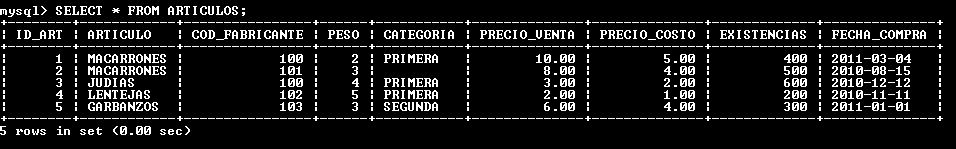 mysql> SELECT * FROM ARTICULOS;
| ID_ART | ARTICULO | COD_FABRICANTE | PESO | CATEGORIA | PRECIO_VENTA | PRECIO_COSTO | EXISTENCIAS | FECHA_COMPRA |
| 1 | MACARRONES | 100 | 2 | PRIMERA | 10.00 | 5.00 | 400 | 2011-03-04 |
| 2 | MACARRONES | 101 | 3 | | 8.00 | 4.00 | 500 | 2010-08-15 |
| 3 | JUDIAS | 100 | 4 | PRIMERA | 3.00 | 2.00 | 600 | 2010-12-12 |
| 4 | LENTEJAS | 102 | 5 | PRIMERA | 2.00 | 1.00 | 200 | 2010-11-11 |
| 5 | GARBANZOS | 103 | 3 | SEGUNDA | 6.00 | 4.00 | 300 | 2011-01-01 |
5 rows in set (0.00 sec)